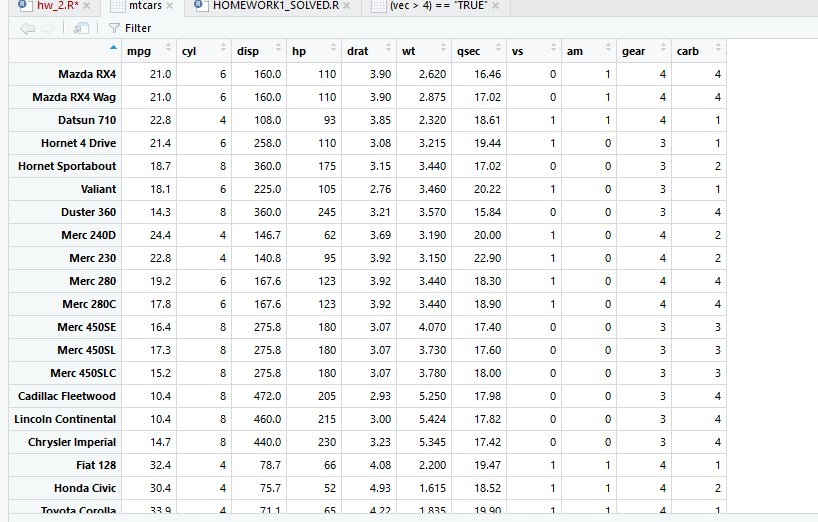 hw_2.R* mtcars HOMEWORK1_SOLVED.R (vec > 4) == "TRUE"
Filter
mpg cyl disp hp drat wt qsec vs am gear carb
Mazda RX4 21.0 6 160.0 110 3.90 2.620 16.46 0 1 4 4
Mazda RX4 Wag 21.0 6 160.0 110 3.90 2.875 17.02 0 1 4 4
Datsun 710 22.8 4 108.0 93 3.85 2.320 18.61 1 1 4 1
Hornet 4 Drive 21.4 6 258.0 110 3.08 3.215 19.44 1 0 3 1
Hornet Sportabout 18.7 8 360.0 175 3.15 3.440 17.02 0 0 3 2
Valiant 18.1 6 225.0 105 2.76 3.460 20.22 1 0 3 1
Duster 360 14.3 8 360.0 245 3.21 3.570 15.84 0 0 3 4
Merc 240D 24.4 4 146.7 62 3.69 3.190 20.00 1 0 4 2
Merc 230 22.8 4 140.8 95 3.92 3.150 22.90 1 0 4 2
Merc 280 19.2 6 167.6 123 3.92 3.440 18.30 1 0 4 4
Merc 280C 17.8 6 167.6 123 3.92 3.440 18.90 1 0 4 4
Merc 450SE 16.4 8 275.8 180 3.07 4.070 17.40 0 0 3 3
Merc 450SL 17.3 8 275.8 180 3.07 3.730 17.60 0 0 3 3
Merc 450SLC 15.2 8 275.8 180 3.07 3.780 18.00 0 0 3 3
Cadillac Fleetwood 10.4 8 472.0 205 2.93 5.250 17.98 0 0 3 4
Lincoln Continental 10.4 8 460.0 215 3.00 5.424 17.82 0 0 3 4
Chrysler Imperial 14.7 8 440.0 230 3.23 5.345 17.42 0 0 3 4
Fiat 128 32.4 4 78.7 66 4.08 2.200 19.47 1 1 4 1
Honda Civic 30.4 4 75.7 52 4.93 1.615 18.52 1 1 4 2
Toyota Corolla 33.9 4 71.1 65 4.22 1.835 19.90 1 1 4 1